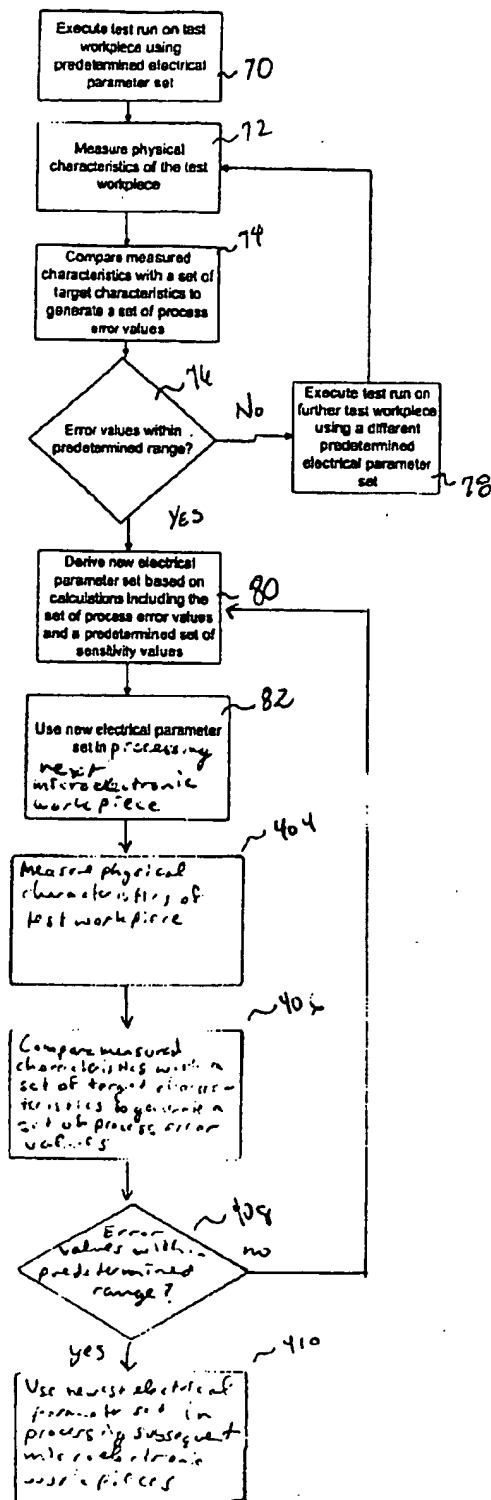 Execute test run on test
workpiece using
predetermined electrical
parameter set
70
72
Measure physical
characteristics of the test
workpiece
74
Compare measured
characteristics with a set of
target characteristics to
generate a set of process
error values
76
Error values within
predetermined range?
No
Execute test run on
further test workpiece
using a different
predetermined
electrical parameter
set
78
YES
Derive new electrical
parameter set based on
calculations including the
set of process error values
and a predetermined set of
sensitivity values
80
82
Use new electrical parameter
set in processing
next
microelectronic
workpiece
404
Measure physical
characteristics of
test workpiece
406
Compare measured
characteristics with a
set of target charac-
teristics to generate a
set of process error
values
408
Error
values within
predetermined
range?
no
yes
410
Use newest electrical
parameter set in
processing subsequent
microelectronic
workpieces